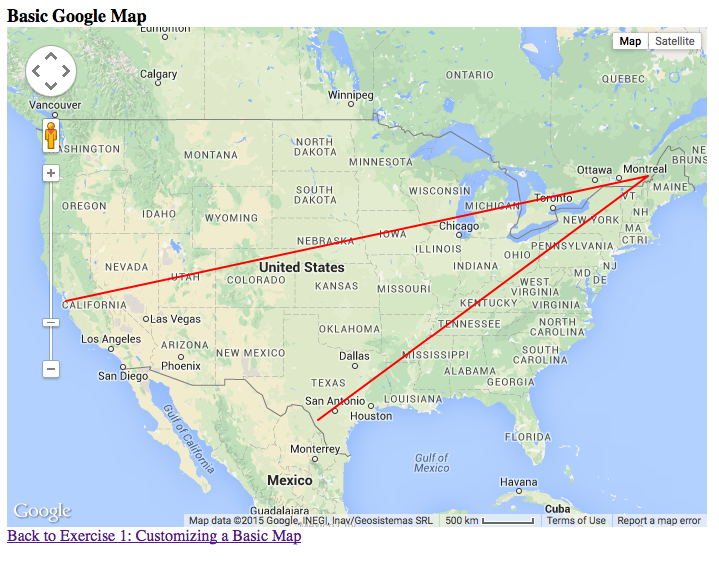 Basic Google Map
Edmonton
Map Satellite
Calgary
ONTARIO
QUEBEC
Winnipeg
Vancouver
WASHINGTON
NORTH
DAKOTA
MONTANA
MINNESOTA
NE
BRUNS
Ottawa Montreal
MAINE
SOUTH
DAKOTA
WISCONSIN
MICHIGAN
Toronto
VT
OREGON
IDAHO
WYOMING
NH
NEW YORK
MA
CTRI
Chicago
NEBRASKA
IOWA
ILLINOIS
OHIO
PENNSYLVANIA
NEVADA
UTAH
United States
COLORADO
INDIANA
NJ
MD
DE
KANSAS
MISSOURI
WEST
VIRGINIA
KENTUCKY
VIRGINIA
CALIFORNIA
Las Vegas
OKLAHOMA
TENNESSEE
NORTH
CAROLINA
Los Angeles
ARIZONA
NEW MEXICO
Phoenix
San Diego
Dallas
MISSISSIPPI
SOUTH
CAROLINA
ALABAMA
GEORGIA
TEXAS
San Antonio
LOUISIANA
Houston
Gulf of
California
FLORIDA
Monterrey
Gulf of
Mexico
Mexico
Havana
Cuba
Guadalajara
Google
Map data ©2015 Google, INEGI, Inav/Geosistemas SRL 500 km Terms of Use Report a map error
Back to Exercise 1: Customizing a Basic Map